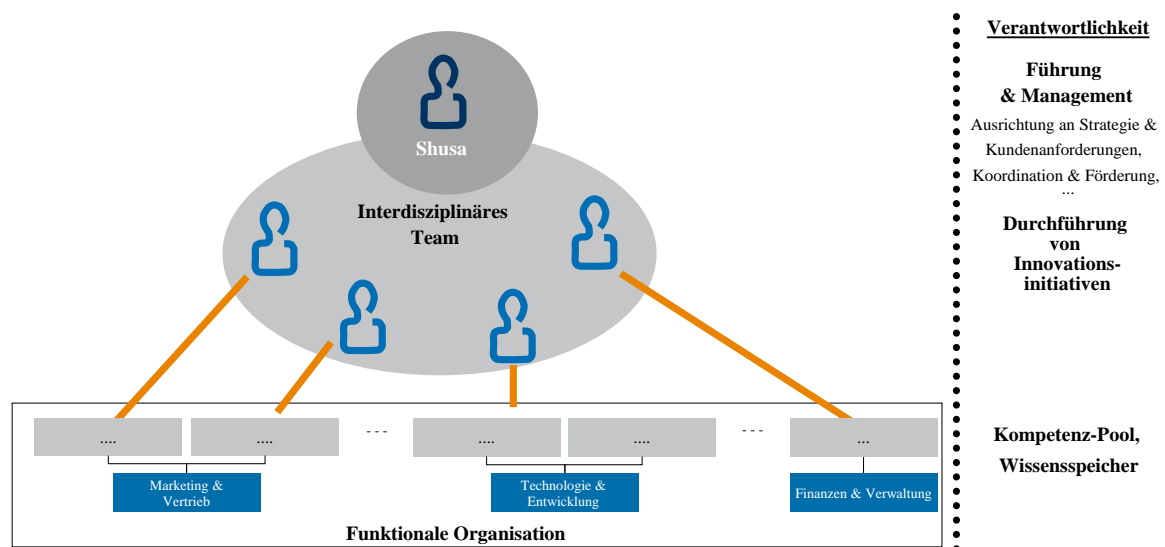 Shusa
Interdisziplinäres
Team
....
....
- - -
....
....
- - -
...
Marketing &
Vertrieb
Technologie &
Entwicklung
Finanzen & Verwaltung
Funktionale Organisation
Verantwortlichkeit
Führung
& Management
Ausrichtung an Strategie &
Kundenanforderungen,
Koordination & Förderung,
...
Durchführung
von
Innovations-
initiativen
Kompetenz-Pool,
Wissensspeicher